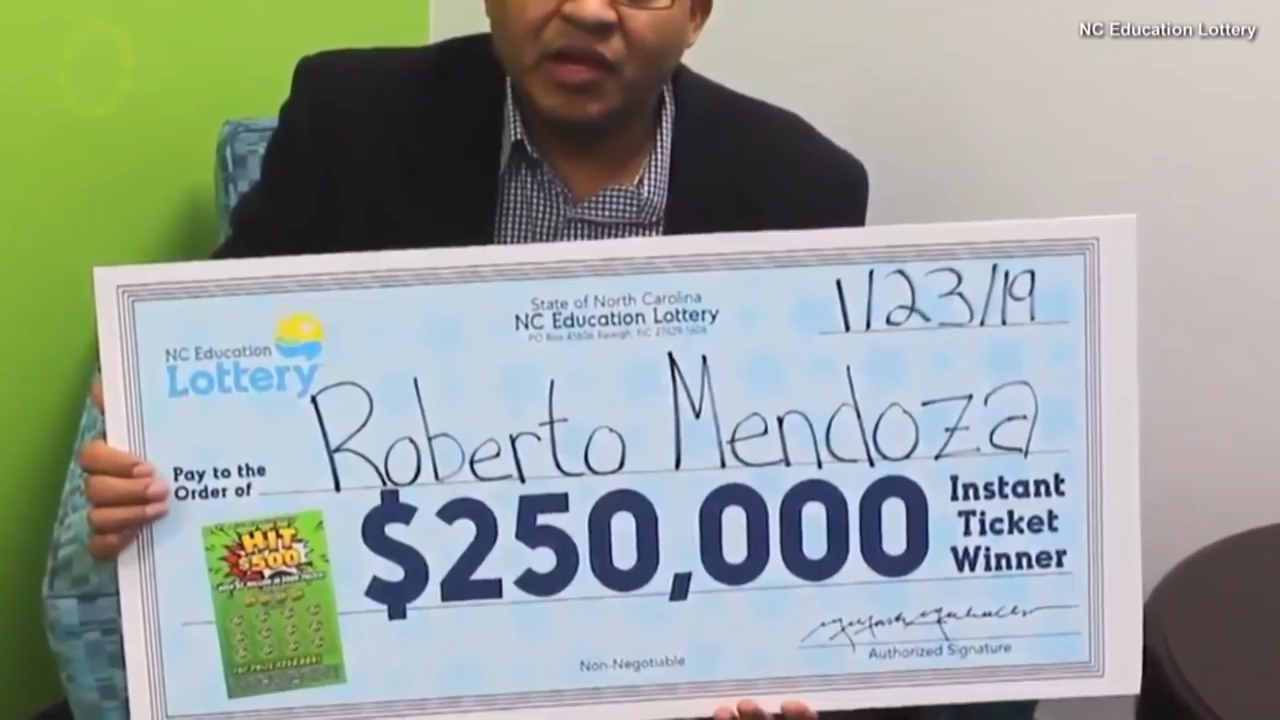 NC Education Lottery
State of North Carolina
NC Education Lottery
1/23/19
NC Education
Lottery
Roberto Mendoza
Pay to the
Order of
$250,000
Instant
Ticket
Winner
HIT
$500
Authorized Signature
Non-Negotiable